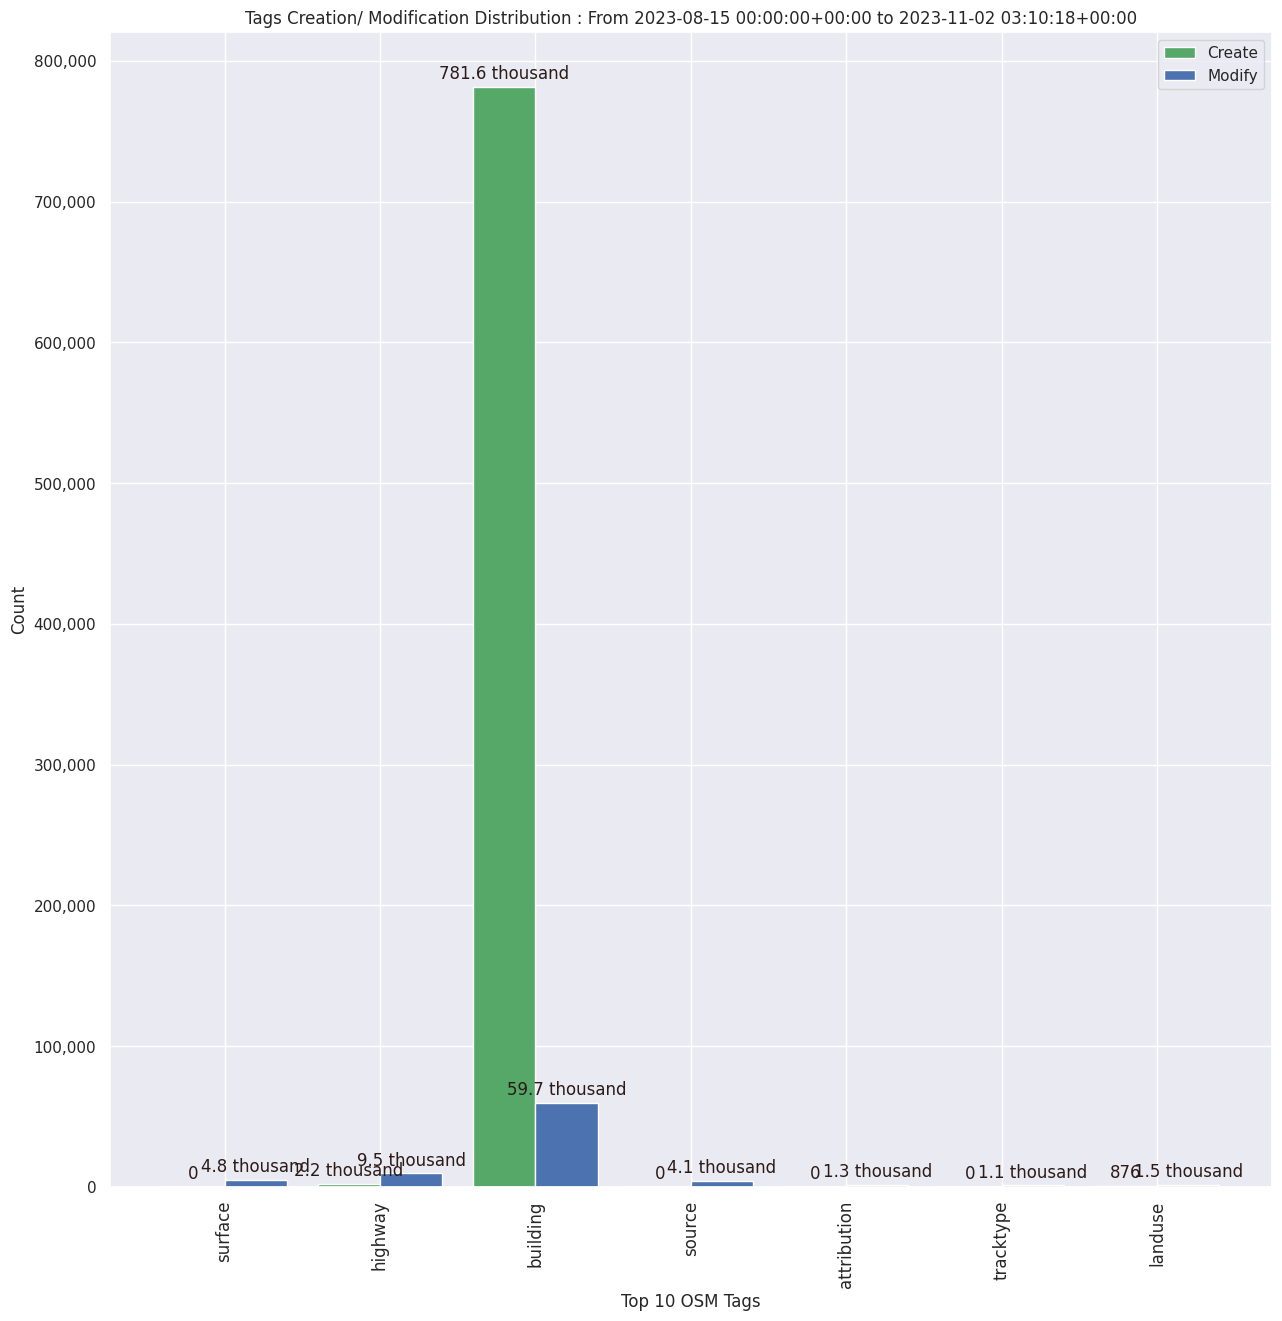 Tags Creation/ Modification Distribution : From 2023-08-15 00:00:00+00:00 to 2023-11-02 03:10:18+00:00
Create
Modify
800,000
700,000
600,000
500,000
400,000
300,000
200,000
100,000
0
Count
0
4.8 thousand
2.2 thousand
9.5 thousand
781.6 thousand
59.7 thousand
0
4.1 thousand
0
1.3 thousand
0
1.1 thousand
876
1.5 thousand
surface
highway
building
source
attribution
tracktype
landuse
Top 10 OSM Tags